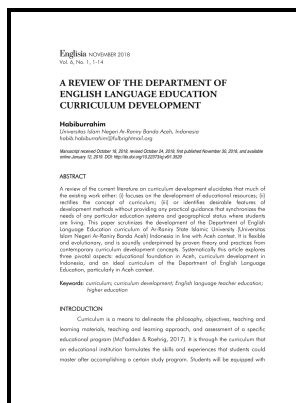 Englisia NOVEMBER 2018
Vol. 6, No. 1, 1-14
A REVIEW OF THE DEPARTMENT OF
ENGLISH LANGUAGE EDUCATION
CURRICULUM DEVELOPMENT
Habiburrahim
Universitas Islam Negeri Ar-Raniry Banda Aceh, Indonesia
habib.habiburrahim@fulbrightmail.org
Manuscript received October 16, 2018, revised October 24, 2018, first published November 30, 2018, and available
online January 12, 2019, DOI: http://dx.doi.org/10.22373/ej.v6i1.3529
ABSTRACT
A review of the current literature on curriculum development elucidates that much of
the existing work either: (i) focuses on the development of educational resources; (ii)
rectifies the concept of curriculum; (iii) or identifies desirable features of
development methods without providing any practical guidance that synchronises the
needs of any particular education systems and geographical status where students
are living. This paper scrutinizes the development of the Department of English
Language Education curriculum of Ar-Raniry State Islamic University (Universitas
Islam Negeri Ar-Raniry Banda Aceh) Indonesia in line with Aceh context. It is flexible
and evolutionary, and is soundly underpinned by proven theory and practices from
contemporary curriculum development concepts. Systematically this article explores
three pivotal aspects: educational foundation in Aceh, curriculum development in
Indonesia, and an ideal curriculum of the Department of English Language
Education, particularly in Aceh context.
Keywords: curriculum; curriculum development; English language teacher education;
higher education
INTRODUCTION
Curriculum is a means to delineate the philosophy, objectives, teaching and
learning materials, teaching and learning approach, and assessment of a specific
educational program (McFadden & Roehrig, 2017). It is through the curriculum that
an educational institution formulates the skills and experiences that students could
master after accomplishing a certain study program. Students will be equipped with